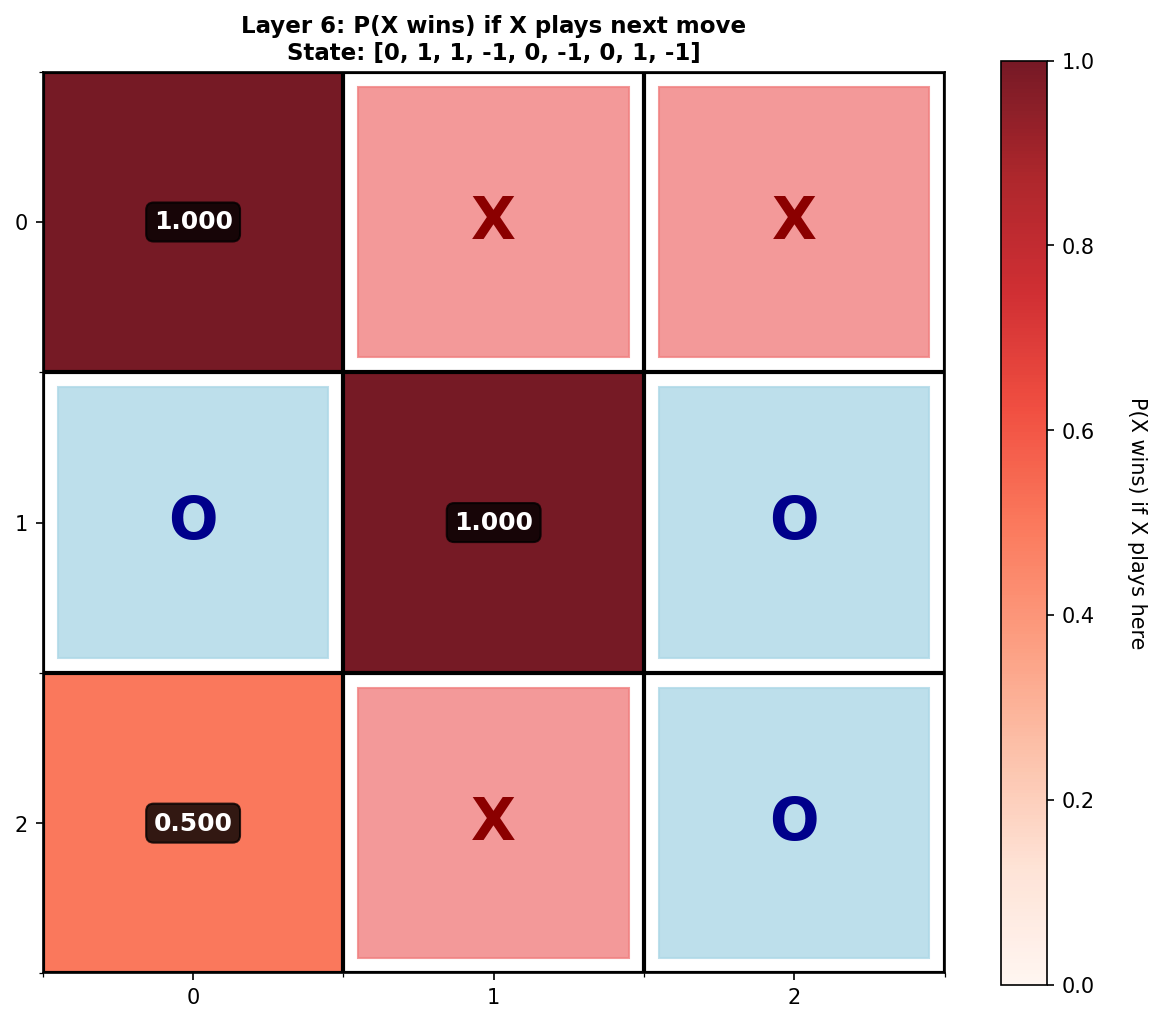 Layer 6: P(X wins) if X plays next move
State: [0, 1, 1, -1, 0, -1, 0, 1, -1]
0
1.000
X
X
1
O
1.000
O
2
0.500
X
O
0
1
2
1.0
0.8
0.6
0.4
0.2
0.0
P(X wins) if X plays here